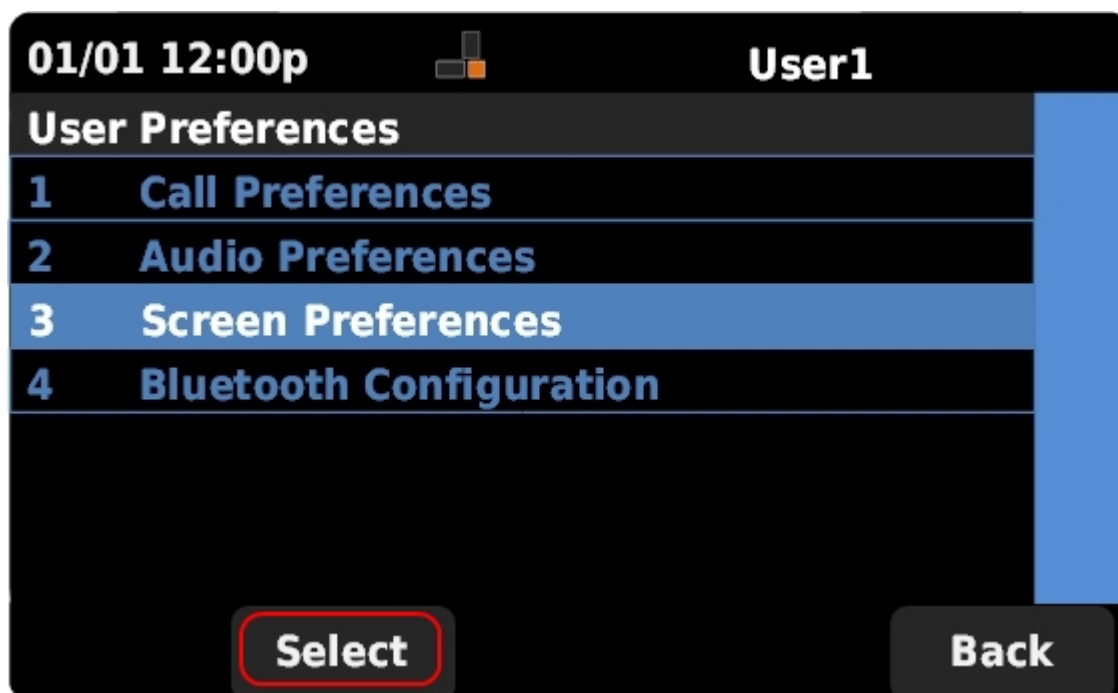 01/01 12:00p User1
User Preferences
1 Call Preferences
2 Audio Preferences
3 Screen Preferences
4 Bluetooth Configuration
Select Back